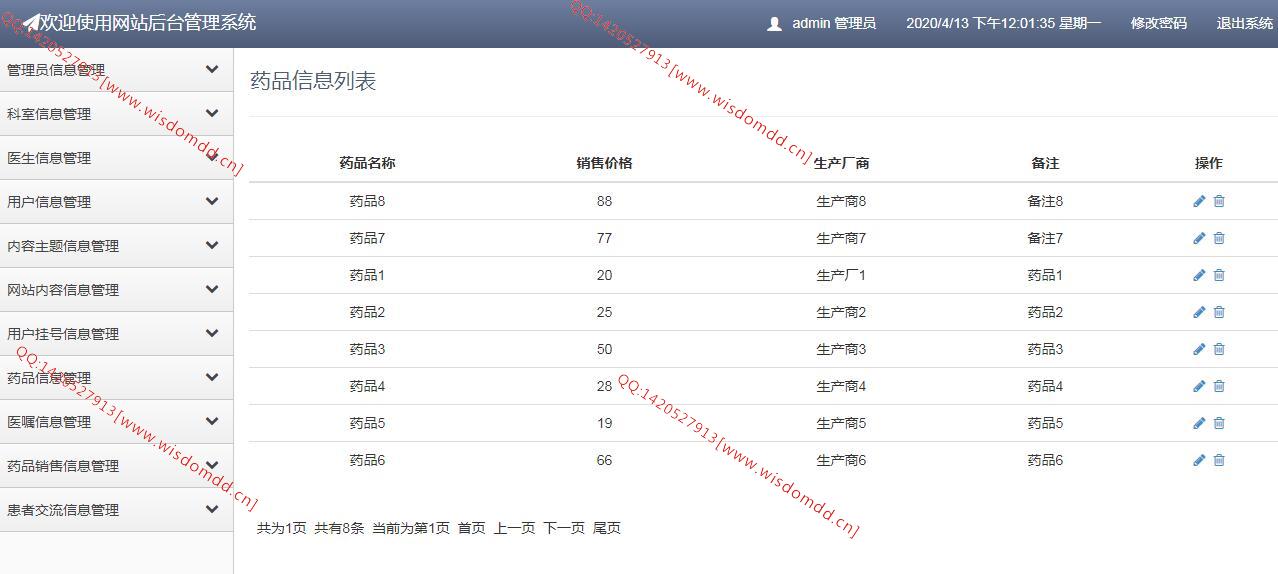 欢迎使用网站后台管理系统 admin 管理员 2020/4/13 下午12:01:35 星期一 修改密码 退出系统
管理员信息管理
科室信息管理
医生信息管理
用户信息管理
内容主题信息管理
网站内容信息管理
用户挂号信息管理
药品信息管理
医嘱信息管理
药品销售信息管理
患者交流信息管理
药品信息列表
药品名称 销售价格 生产厂商 备注 操作
药品8 88 生产商8 备注8
药品7 77 生产商7 备注7
药品1 20 生产厂1 药品1
药品2 25 生产商2 药品2
药品3 50 生产商3 药品3
药品4 28 生产商4 药品4
药品5 19 生产商5 药品5
药品6 66 生产商6 药品6
共为1页 共有8条 当前为第1页 首页 上一页 下一页 尾页
QQ:1420527913[www.wisdomdd.cn]
QQ:1420527913[www.wisdomdd.cn]
QQ:1420527913[www.wisdomdd.cn]
QQ:1420527913[www.wisdomdd.cn]